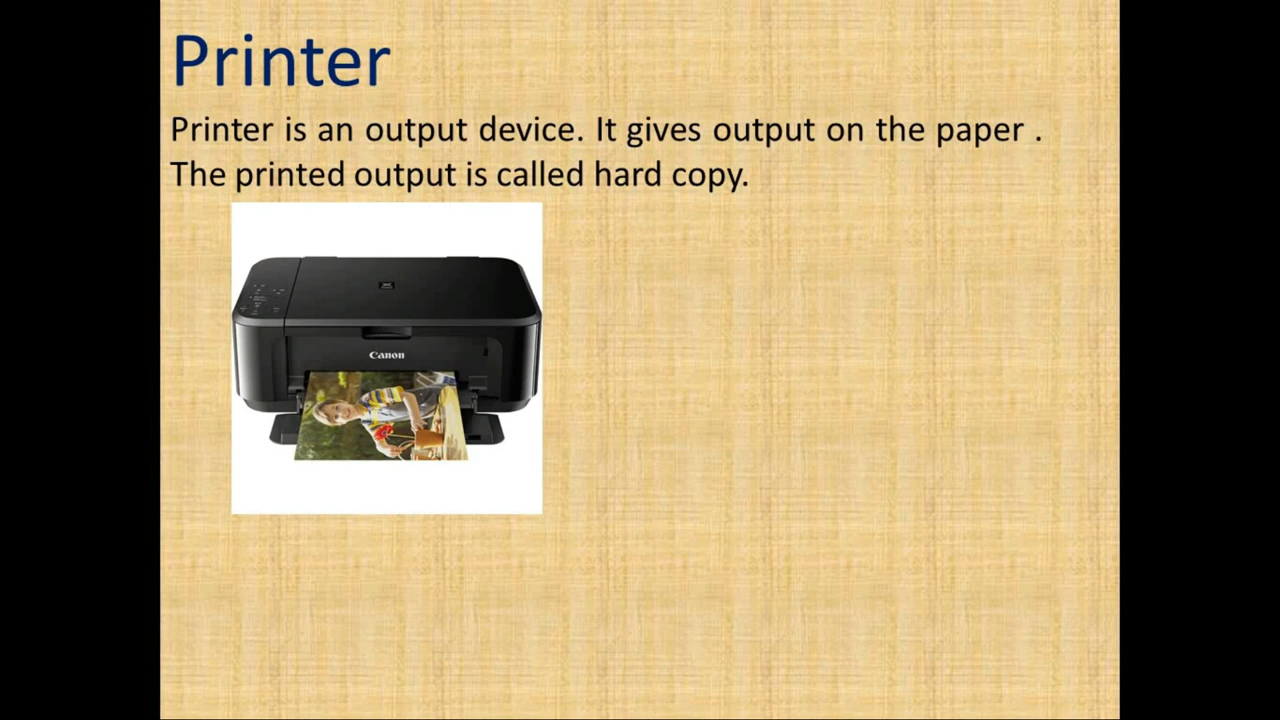 Printer
Printer is an output device. It gives output on the paper .
The printed output is called hard copy.
Canon